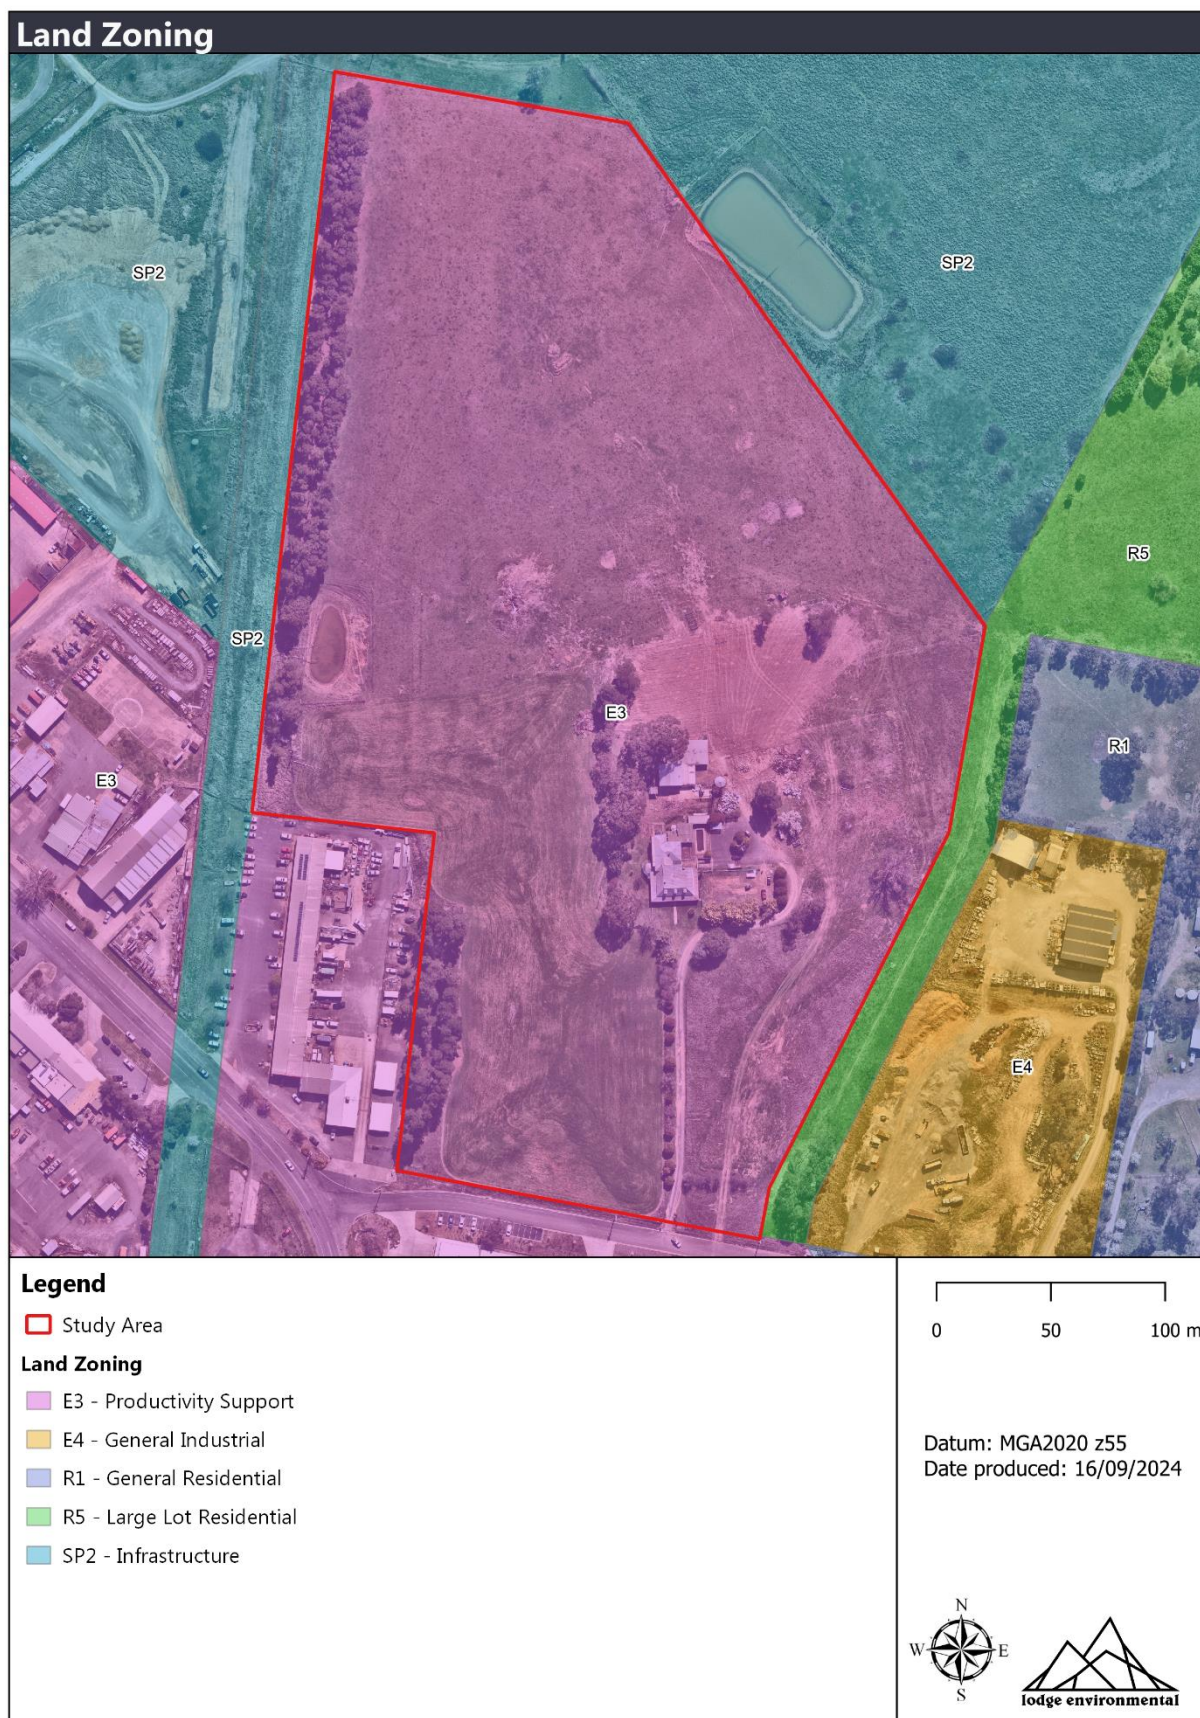 Land Zoning
SP2
SP2
R5
SP2
E3
R1
E3
E4
Legend
Study Area
Land Zoning
E3 - Productivity Support
E4 - General Industrial
R1 - General Residential
R5 - Large Lot Residential
SP2 - Infrastructure
0 50 100 m
Datum: MGA2020 z55
Date produced: 16/09/2024
N
W E
S
lodge environmental